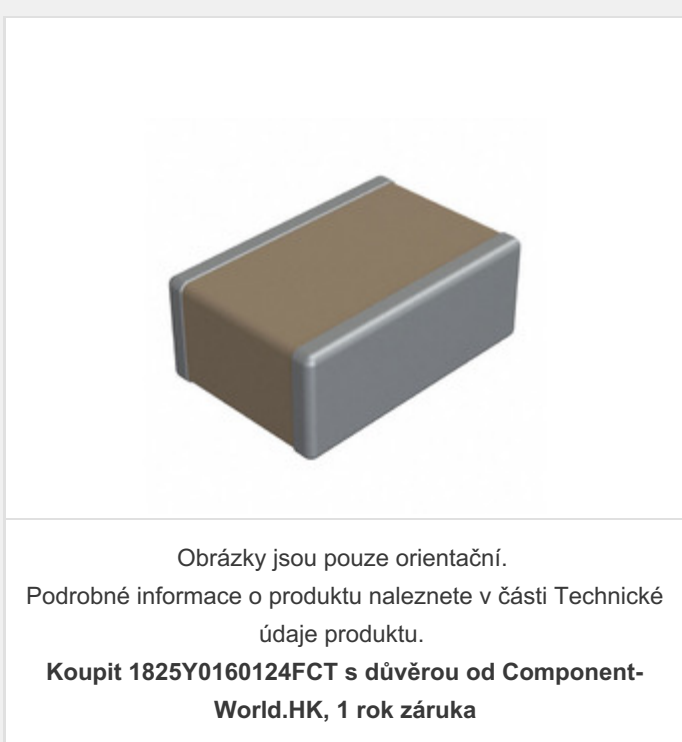 Obrázky jsou pouze orientační.
Podrobné informace o produktu naleznete v části Technické
údaje produktu.
Koupit 1825Y0160124FCT s důvěrou od Component-
World.HK, 1 rok záruka